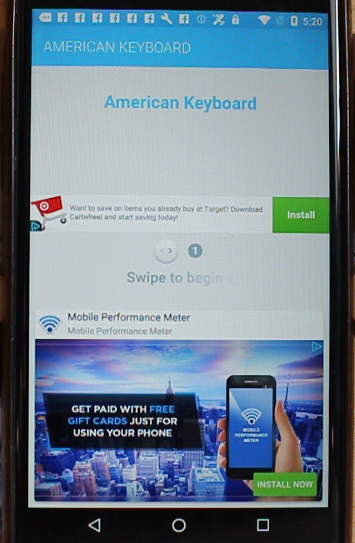 5:20
AMERICAN KEYBOARD
American Keyboard
Want to save on items you already buy at Target? Download
Cartwheel and start saving today!
Install
1
Swipe to begin
Mobile Performance Meter
Mobile Performance Meter
GET PAID WITH FREE
GIFT CARDS JUST FOR
USING YOUR PHONE
MOBILE
PERFORMANCE
METER
INSTALL NOW